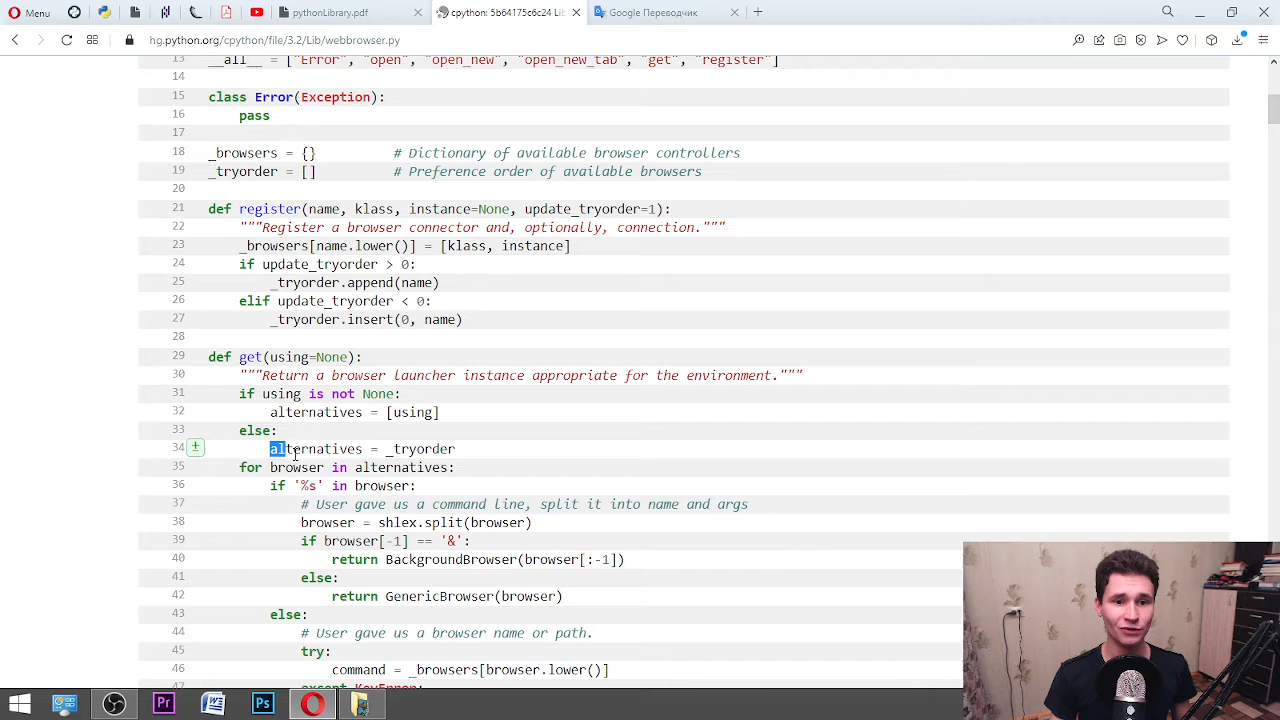 Menu
pythonLibrary.pdf
cpython: 5b64175c6c24 Lib
Google Переводчик
hg.python.org/cpython/file/3.2/Lib/webbrowser.py
13 __all__ = ["Error", "open", "open_new", "open_new_tab", "get", "register"]
14
15 class Error(Exception):
16 pass
17
18 _browsers = {} # Dictionary of available browser controllers
19 _tryorder = [] # Preference order of available browsers
20
21 def register(name, klass, instance=None, update_tryorder=1):
22 """Register a browser connector and, optionally, connection."""
23 _browsers[name.lower()] = [klass, instance]
24 if update_tryorder > 0:
25 _tryorder.append(name)
26 elif update_tryorder < 0:
27 _tryorder.insert(0, name)
28
29 def get(using=None):
30 """Return a browser launcher instance appropriate for the environment."""
31 if using is not None:
32 alternatives = [using]
33 else:
34 alternatives = _tryorder
35 for browser in alternatives:
36 if '%s' in browser:
37 # User gave us a command line, split it into name and args
38 browser = shlex.split(browser)
39 if browser[-1] == '&':
40 return BackgroundBrowser(browser[:-1])
41 else:
42 return GenericBrowser(browser)
43 else:
44 # User gave us a browser name or path.
45 try:
46 command = _browsers[browser.lower()]
47 except KeyError:
Pr
W
Ps